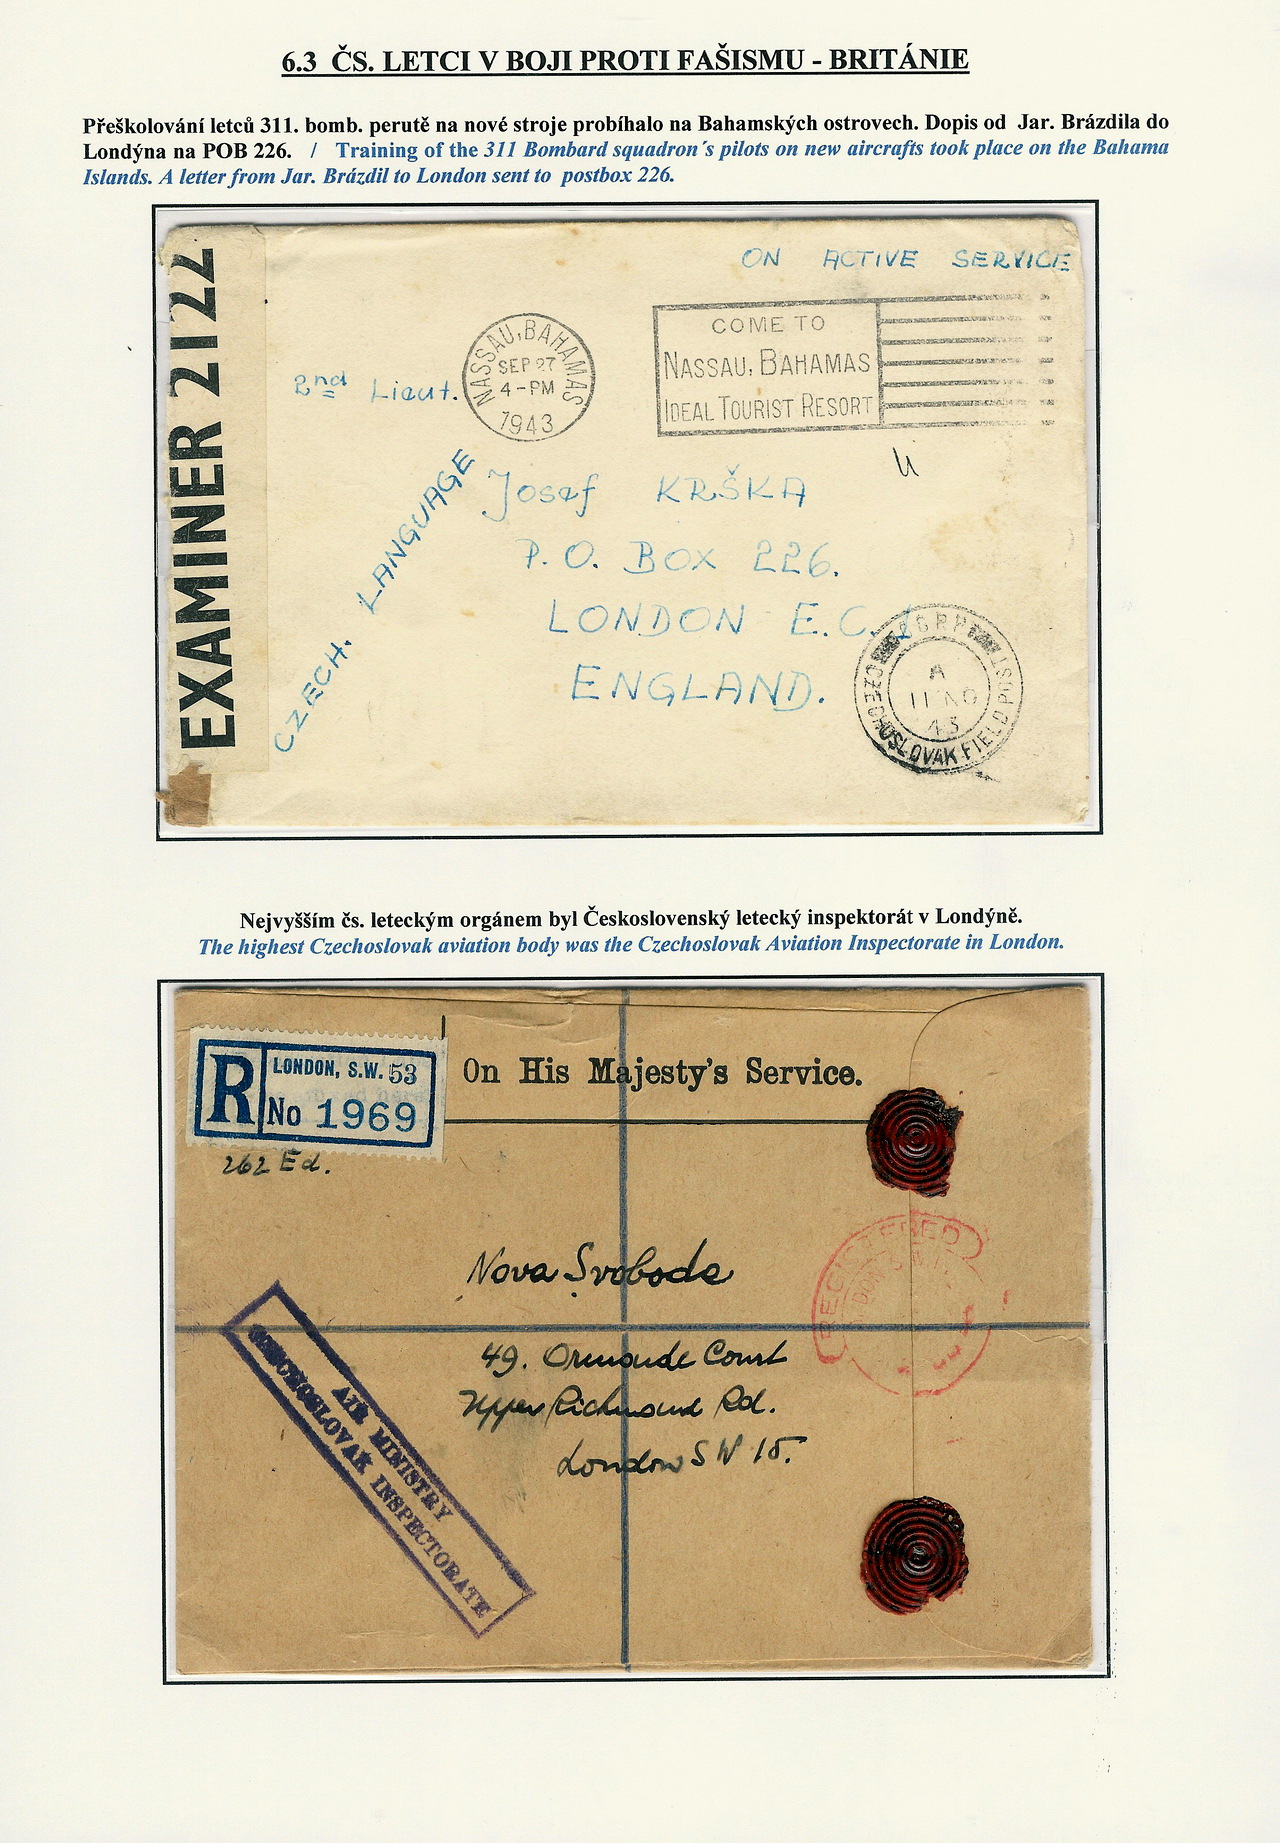 6.3 ČS. LETCI V BOJI PROTI FAŠISMU - BRITÁNIE
Přeškolování letců 311. bomb. perutě na nové stroje probíhalo na Bahamských ostrovech. Dopis od Jar. Brázdila do
Londýna na POB 226. / Training of the 311 Bombard squadron´s pilots on new aircrafts took place on the Bahama
Islands. A letter from Jar. Brázdil to London sent to postbox 226.
EXAMINER 2122
ON ACTIVE SERVICE
NASSAU, BAHAMAS
SEP 27
4-PM
1943
COME TO
NASSAU, BAHAMAS
IDEAL TOURIST RESORT
2nd Lieut.
Josef KRŠKA
P.O. BOX 226.
LONDON E.C.
ENGLAND.
CZECH. LANGUAGE
CZECHOSLOVAK FIELD POST
A
11 NO
43
Nejvyšším čs. leteckým orgánem byl Československý letecký inspektorát v Londýně.
The highest Czechoslovak aviation body was the Czechoslovak Aviation Inspectorate in London.
R
LONDON, S.W. 53
No 1969
262 Ed.
On His Majesty's Service.
REGISTERED
Nova Svoboda
49. Ormonde Court
Upper Richmond Rd.
London SW 15.
AIR MINISTRY
CZECHOSLOVAK INSPECTORATE